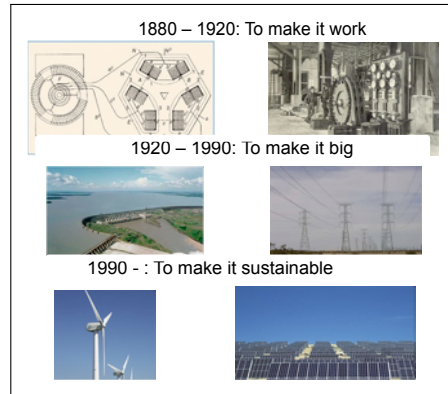 1880 – 1920: To make it work
1920 – 1990: To make it big
1990 - : To make it sustainable